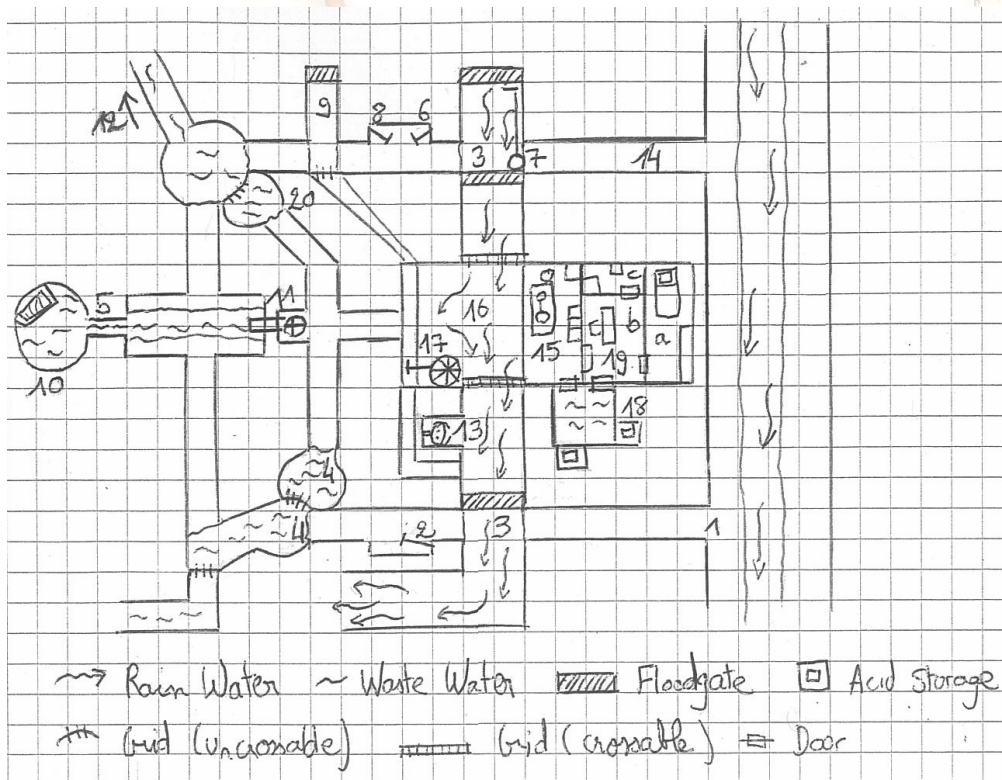 9
8 6
12
3 7 14
20
c
11
5
16
b a
17 15 19
10
18
13
4
4 2 3 1
Rain Water Waste Water Floodgate Acid Storage
Grid (uncrossable) Grid (crossable) Door